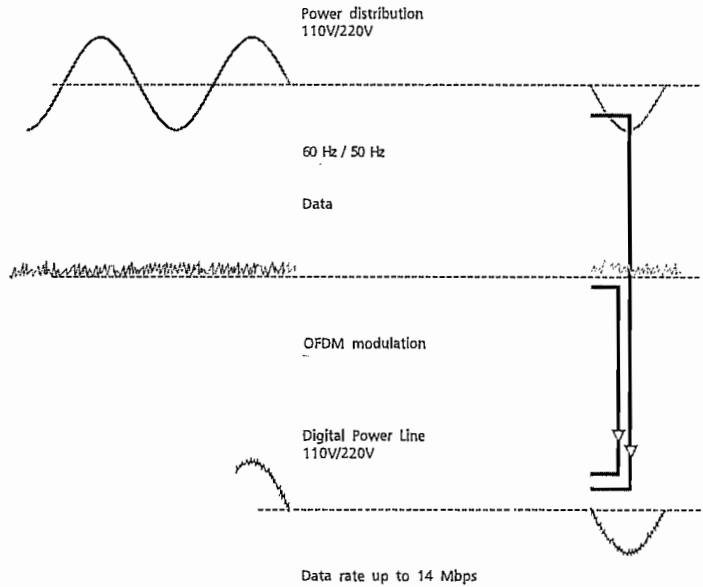 Power distribution
110V/220V
60 Hz / 50 Hz
Data
OFDM modulation
Digital Power Line
110V/220V
Data rate up to 14 Mbps